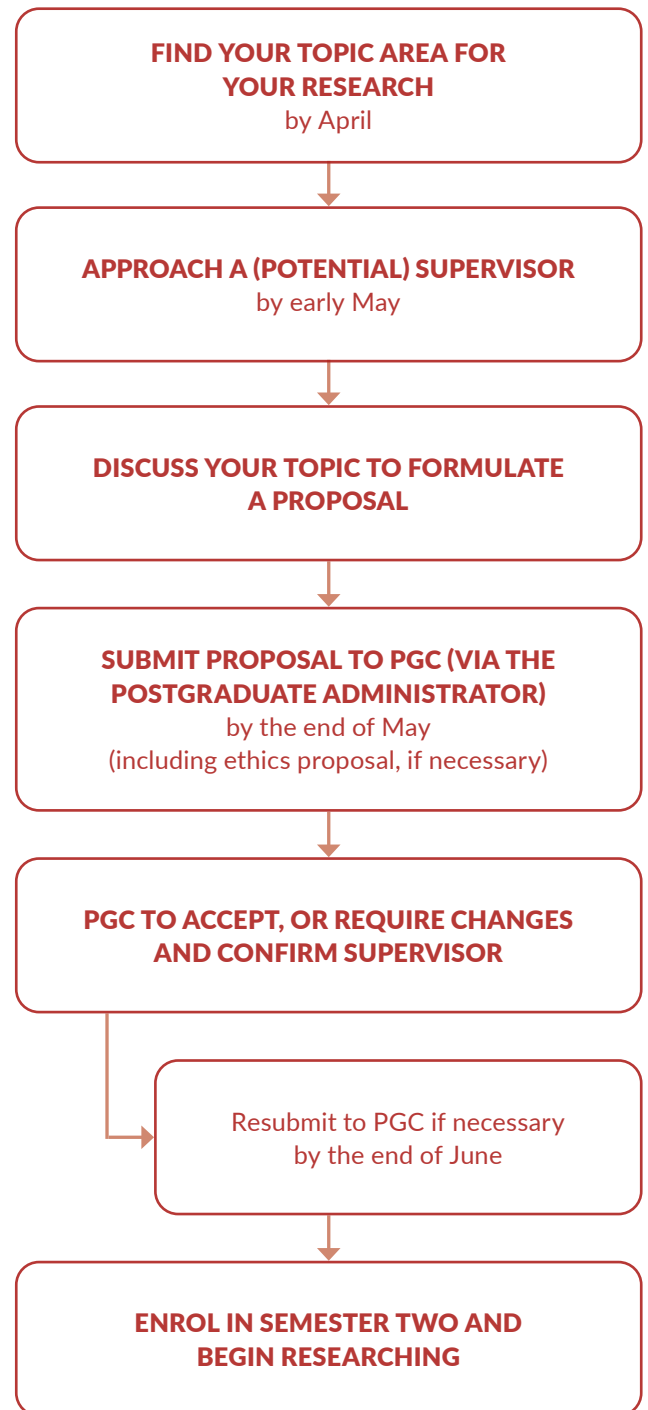 FIND YOUR TOPIC AREA FOR
YOUR RESEARCH
by April
APPROACH A (POTENTIAL) SUPERVISOR
by early May
DISCUSS YOUR TOPIC TO FORMULATE
A PROPOSAL
SUBMIT PROPOSAL TO PGC (VIA THE
POSTGRADUATE ADMINISTRATOR)
by the end of May
(including ethics proposal, if necessary)
PGC TO ACCEPT, OR REQUIRE CHANGES
AND CONFIRM SUPERVISOR
Resubmit to PGC if necessary
by the end of June
ENROL IN SEMESTER TWO AND
BEGIN RESEARCHING